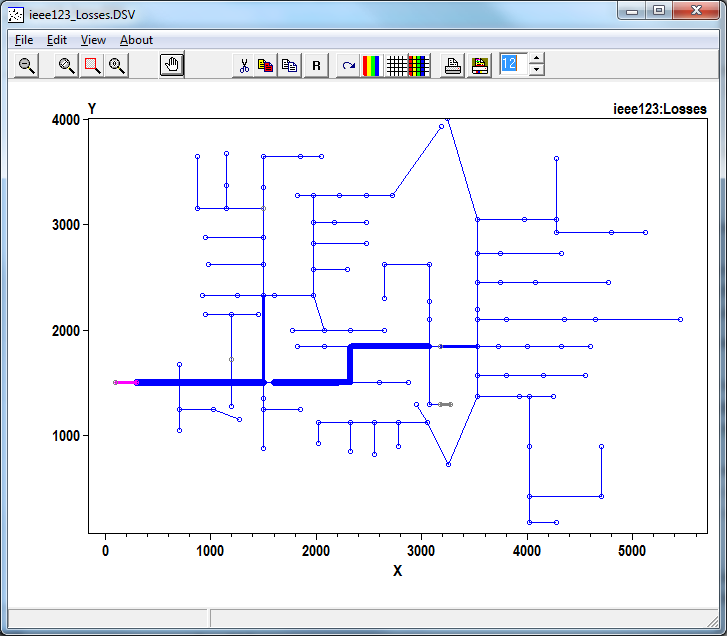 ieee123_Losses.DSV
File Edit View About
R 12
Y ieee123:Losses
4000
3000
2000
1000
0 1000 2000 3000 4000 5000
X